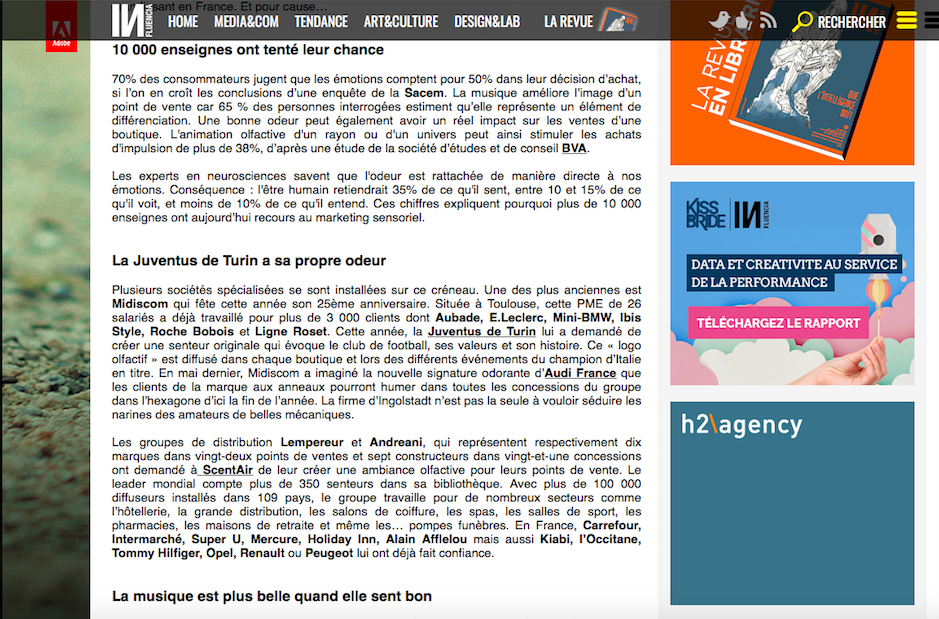 sant en France. Et pour cause…
Adobe
INFLUENCIA
HOME MEDIA&COM TENDANCE ART&CULTURE DESIGN&LAB LA REVUE
RECHERCHER
10 000 enseignes ont tenté leur chance
70% des consommateurs jugent que les émotions comptent pour 50% dans leur décision d’achat,
si l’on en croît les conclusions d’une enquête de la Sacem. La musique améliore l’image d’un
point de vente car 65 % des personnes interrogées estiment qu’elle représente un élément de
différenciation. Une bonne odeur peut également avoir un réel impact sur les ventes d’une
boutique. L'animation olfactive d'un rayon ou d'un univers peut ainsi stimuler les achats
d'impulsion de plus de 38%, d’après une étude de la société d’études et de conseil BVA.
Les experts en neurosciences savent que l'odeur est rattachée de manière directe à nos
émotions. Conséquence : l'être humain retiendrait 35% de ce qu'il sent, entre 10 et 15% de ce
qu'il voit, et moins de 10% de ce qu'il entend. Ces chiffres expliquent pourquoi plus de 10 000
enseignes ont aujourd’hui recours au marketing sensoriel.
La Juventus de Turin a sa propre odeur
Plusieurs sociétés spécialisées se sont installées sur ce créneau. Une des plus anciennes est
Midiscom qui fête cette année son 25ème anniversaire. Située à Toulouse, cette PME de 26
salariés a déjà travaillé pour plus de 3 000 clients dont Aubade, E.Leclerc, Mini-BMW, Ibis
Style, Roche Bobois et Ligne Roset. Cette année, la Juventus de Turin lui a demandé de
créer une senteur originale qui évoque le club de football, ses valeurs et son histoire. Ce « logo
olfactif » est diffusé dans chaque boutique et lors des différents événements du champion d’Italie
en titre. En mai dernier, Midiscom a imaginé la nouvelle signature odorante d’Audi France que
les clients de la marque aux anneaux pourront humer dans toutes les concessions du groupe
dans l’hexagone d’ici la fin de l’année. La firme d’Ingolstadt n’est pas la seule à vouloir séduire les
narines des amateurs de belles mécaniques.
Les groupes de distribution Lempereur et Andreani, qui représentent respectivement dix
marques dans vingt-deux points de ventes et sept constructeurs dans vingt-et-une concessions
ont demandé à ScentAir de leur créer une ambiance olfactive pour leurs points de vente. Le
leader mondial compte plus de 350 senteurs dans sa bibliothèque. Avec plus de 100 000
diffuseurs installés dans 109 pays, le groupe travaille pour de nombreux secteurs comme
l’hôtellerie, la grande distribution, les salons de coiffure, les spas, les salles de sport, les
pharmacies, les maisons de retraite et même les… pompes funèbres. En France, Carrefour,
Intermarché, Super U, Mercure, Holiday Inn, Alain Afflelou mais aussi Kiabi, l’Occitane,
Tommy Hilfiger, Opel, Renault ou Peugeot lui ont déjà fait confiance.
La musique est plus belle quand elle sent bon
LA REVUE
EN LIBR
QUE
L'INTELLIGENCE
SOIT
KISS BRIDE INFLUENCIA
DATA ET CREATIVITE AU SERVICE
DE LA PERFORMANCE
TÉLÉCHARGEZ LE RAPPORT
h2\agency